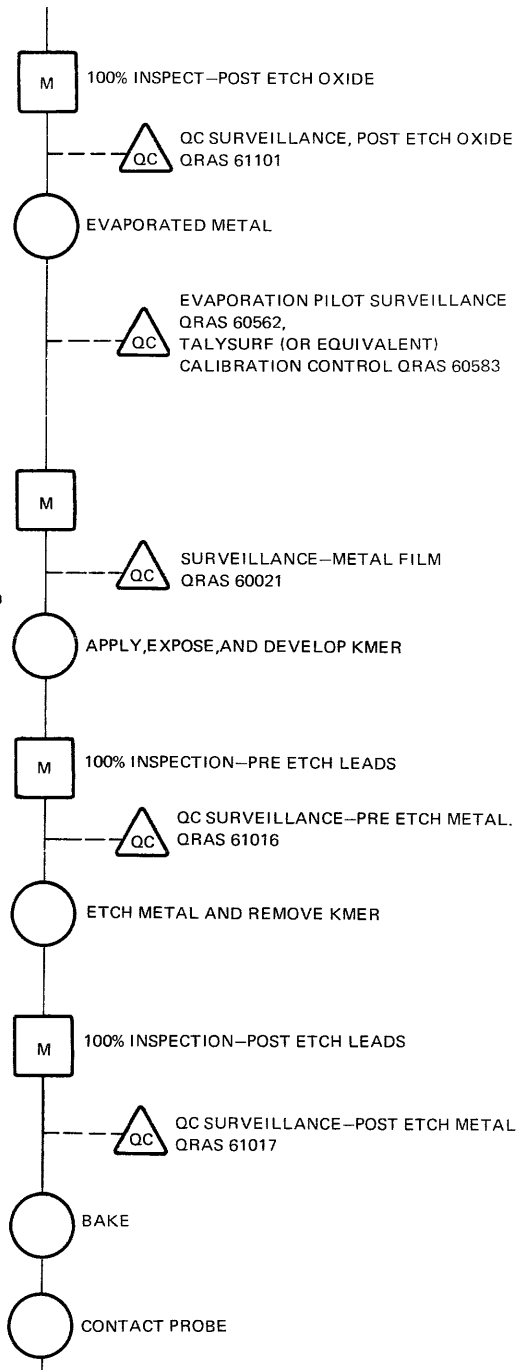 M
100% INSPECT—POST ETCH OXIDE
QC
QC SURVEILLANCE, POST ETCH OXIDE
QRAS 61101
EVAPORATED METAL
QC
EVAPORATION PILOT SURVEILLANCE
QRAS 60562,
TALYSURF (OR EQUIVALENT)
CALIBRATION CONTROL QRAS 60583
M
QC
SURVEILLANCE—METAL FILM
QRAS 60021
APPLY,EXPOSE,AND DEVELOP KMER
M
100% INSPECTION—PRE ETCH LEADS
QC
QC SURVEILLANCE—PRE ETCH METAL.
QRAS 61016
ETCH METAL AND REMOVE KMER
M
100% INSPECTION—POST ETCH LEADS
QC
QC SURVEILLANCE—POST ETCH METAL
QRAS 61017
BAKE
CONTACT PROBE